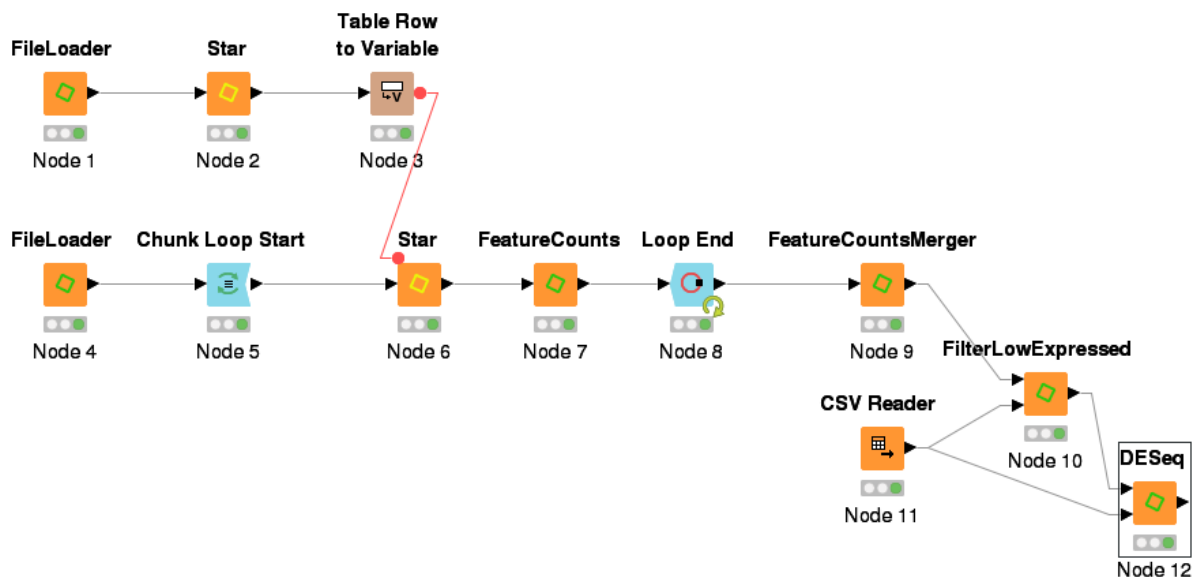 FileLoader
Star
Table Row
to Variable
V
Node 1
Node 2
Node 3
FileLoader
Chunk Loop Start
Star
FeatureCounts
Loop End
FeatureCountsMerger
Node 4
Node 5
Node 6
Node 7
Node 8
Node 9
FilterLowExpressed
CSV Reader
Node 10
DESeq
Node 11
Node 12